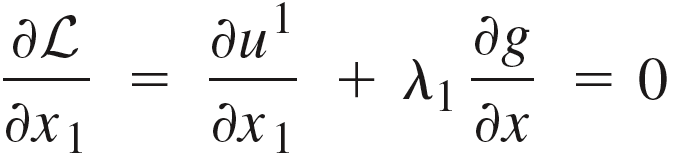 ∂ℒ/∂x₁ = ∂u¹/∂x₁ + λ₁ ∂g/∂x = 0